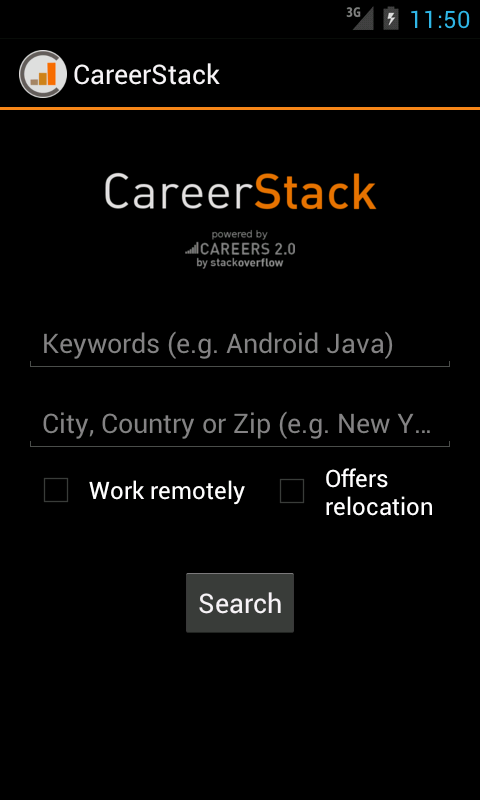 3G 11:50
CareerStack
CareerStack
powered by
CAREERS 2.0
by stackoverflow
Keywords (e.g. Android Java)
City, Country or Zip (e.g. New Y...
Work remotely
Offers
relocation
Search